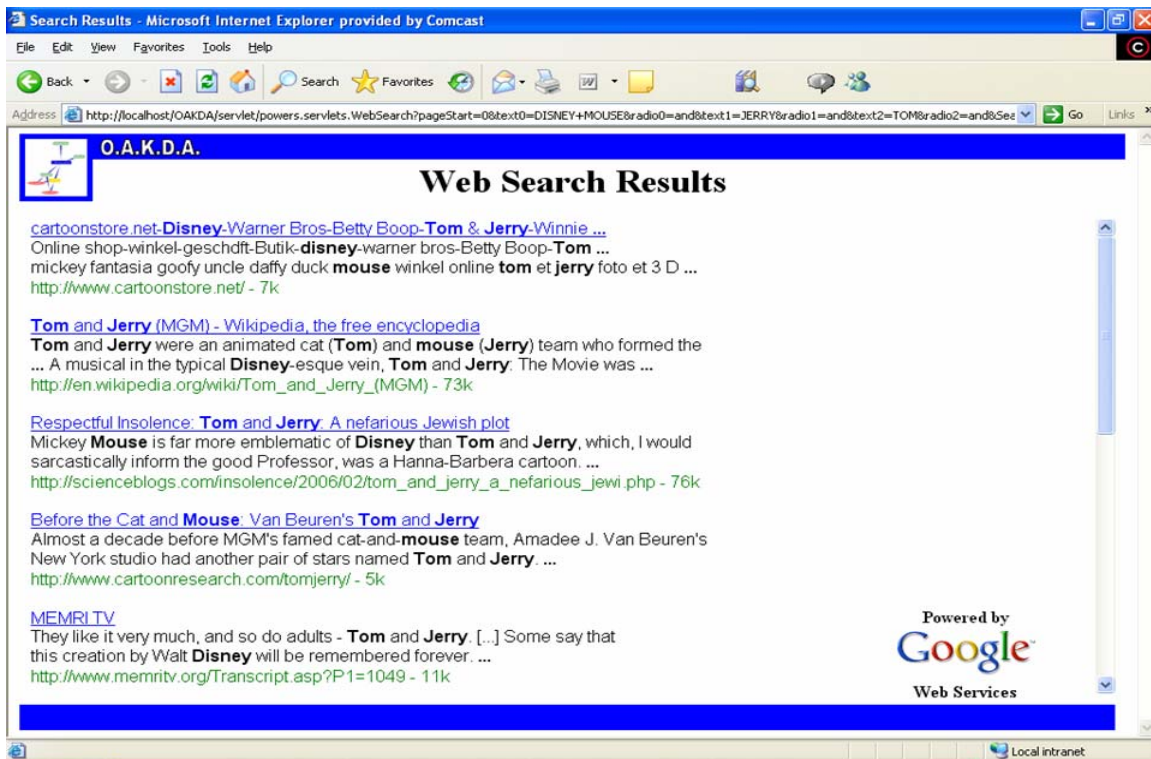 Search Results - Microsoft Internet Explorer provided by Comcast
File Edit View Favorites Tools Help
Back Search Favorites
Address http://localhost/OAKDA/servlet/powers.servlets.WebSearch?pageStart=0&text0=DISNEY+MOUSE&radio0=and&text1=JERRY&radio1=and&text2=TOM&radio2=and&Sea Go Links »
O.A.K.D.A.
Web Search Results
cartoonstore.net-Disney-Warner Bros-Betty Boop-Tom & Jerry-Winnie ...
Online shop-winkel-geschdft-Butik-disney-warner bros-Betty Boop-Tom ...
mickey fantasia goofy uncle daffy duck mouse winkel online tom et jerry foto et 3 D ...
http://www.cartoonstore.net/ - 7k
Tom and Jerry (MGM) - Wikipedia, the free encyclopedia
Tom and Jerry were an animated cat (Tom) and mouse (Jerry) team who formed the
... A musical in the typical Disney-esque vein, Tom and Jerry: The Movie was ...
http://en.wikipedia.org/wiki/Tom_and_Jerry_(MGM) - 73k
Respectful Insolence: Tom and Jerry: A nefarious Jewish plot
Mickey Mouse is far more emblematic of Disney than Tom and Jerry, which, I would
sarcastically inform the good Professor, was a Hanna-Barbera cartoon. ...
http://scienceblogs.com/insolence/2006/02/tom_and_jerry_a_nefarious_jewi.php - 76k
Before the Cat and Mouse: Van Beuren's Tom and Jerry
Almost a decade before MGM's famed cat-and-mouse team, Amadee J. Van Beuren's
New York studio had another pair of stars named Tom and Jerry. ...
http://www.cartoonresearch.com/tomjerry/ - 5k
MEMRI TV
They like it very much, and so do adults - Tom and Jerry. [...] Some say that
this creation by Walt Disney will be remembered forever. ...
http://www.memritv.org/Transcript.asp?P1=1049 - 11k
Powered by
Google
Web Services
Local intranet